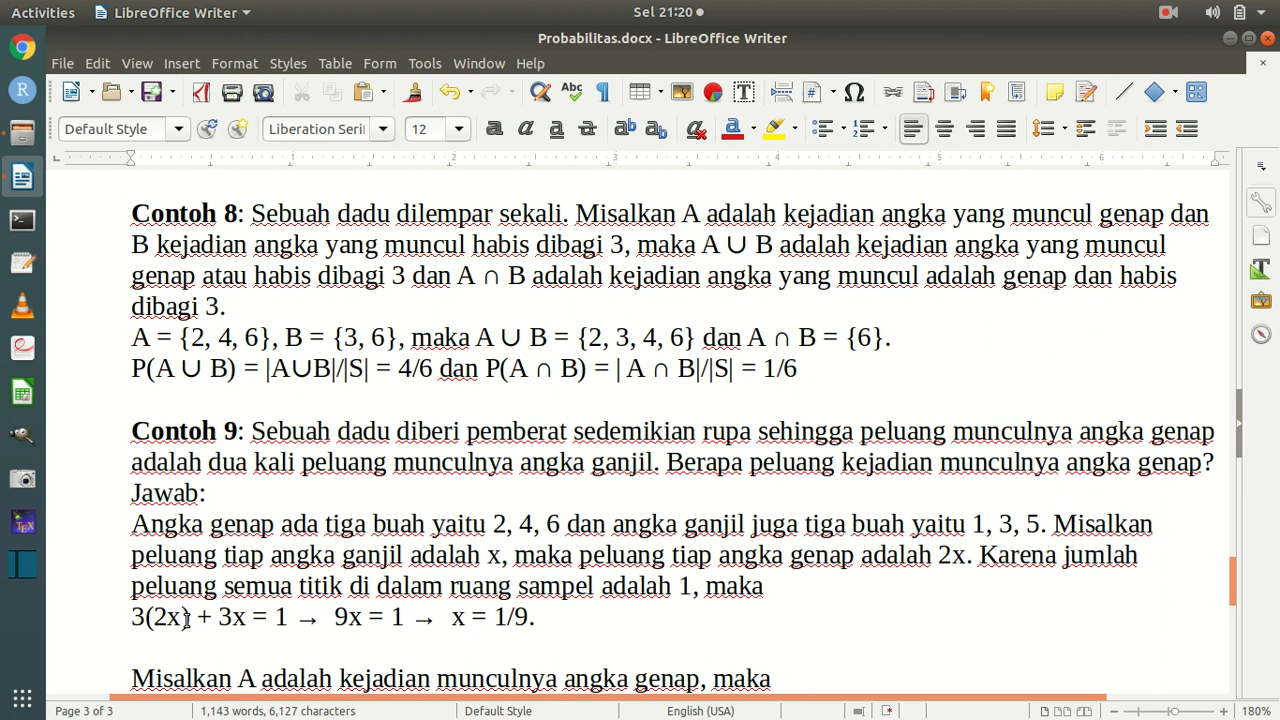 Activities LibreOffice Writer Sel 21:20
Probabilitas.docx - LibreOffice Writer
File Edit View Insert Format Styles Table Form Tools Window Help
Default Style Liberation Seri 12
1 2 3 4 5 6
Contoh 8: Sebuah dadu dilempar sekali. Misalkan A adalah kejadian angka yang muncul genap dan
B kejadian angka yang muncul habis dibagi 3, maka A ∪ B adalah kejadian angka yang muncul
genap atau habis dibagi 3 dan A ∩ B adalah kejadian angka yang muncul adalah genap dan habis
dibagi 3.
A = {2, 4, 6}, B = {3, 6}, maka A ∪ B = {2, 3, 4, 6} dan A ∩ B = {6}.
P(A ∪ B) = |A∪B|/|S| = 4/6 dan P(A ∩ B) = | A ∩ B|/|S| = 1/6
Contoh 9: Sebuah dadu diberi pemberat sedemikian rupa sehingga peluang munculnya angka genap
adalah dua kali peluang munculnya angka ganjil. Berapa peluang kejadian munculnya angka genap?
Jawab:
Angka genap ada tiga buah yaitu 2, 4, 6 dan angka ganjil juga tiga buah yaitu 1, 3, 5. Misalkan
peluang tiap angka ganjil adalah x, maka peluang tiap angka genap adalah 2x. Karena jumlah
peluang semua titik di dalam ruang sampel adalah 1, maka
3(2x) + 3x = 1 → 9x = 1 → x = 1/9.
Misalkan A adalah kejadian munculnya angka genap, maka
Page 3 of 3 1,143 words, 6,127 characters Default Style English (USA) 180%